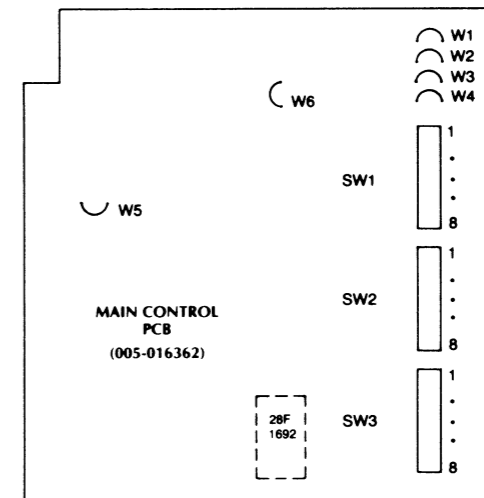 W1
W2
W3
W4
W6
1
SW1
8
W5
1
SW2
8
MAIN CONTROL
PCB
(005-016362)
1
28F
1692
SW3
8